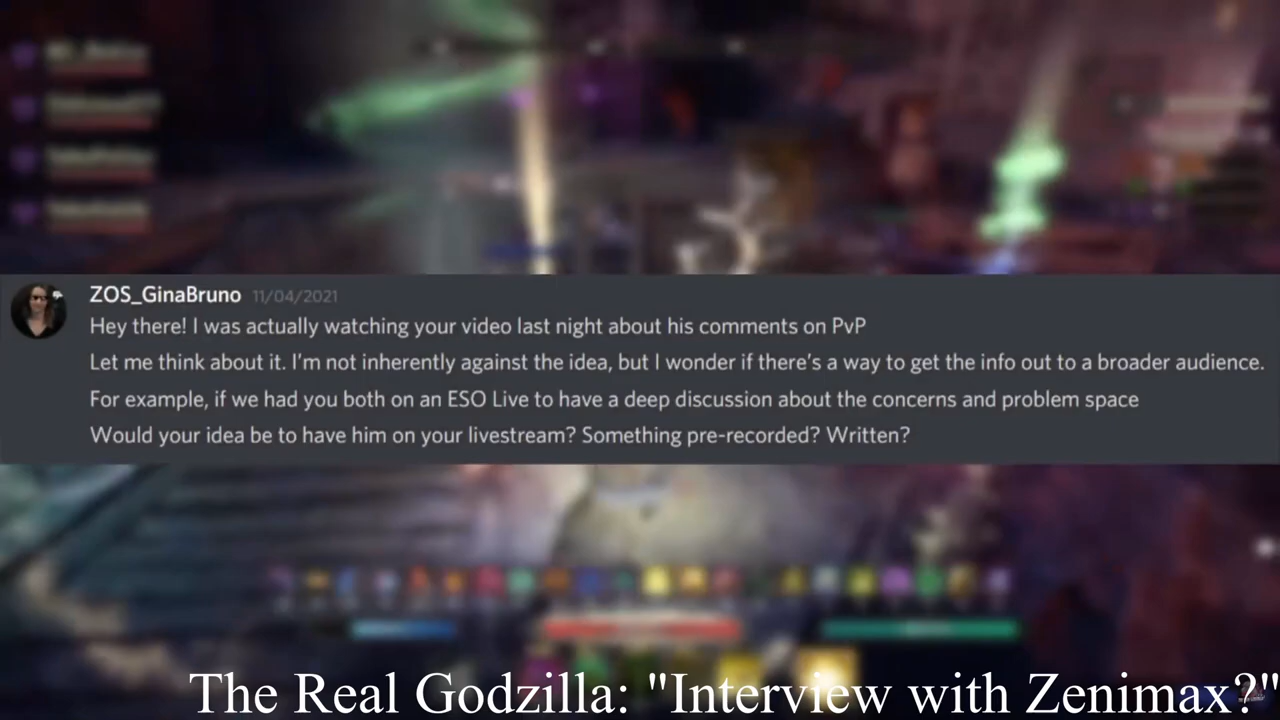 ZOS_GinaBruno 11/04/2021
Hey there! I was actually watching your video last night about his comments on PvP
Let me think about it. I'm not inherently against the idea, but I wonder if there's a way to get the info out to a broader audience.
For example, if we had you both on an ESO Live to have a deep discussion about the concerns and problem space
Would your idea be to have him on your livestream? Something pre-recorded? Written?
The Real Godzilla: "Interview with Zenimax?"